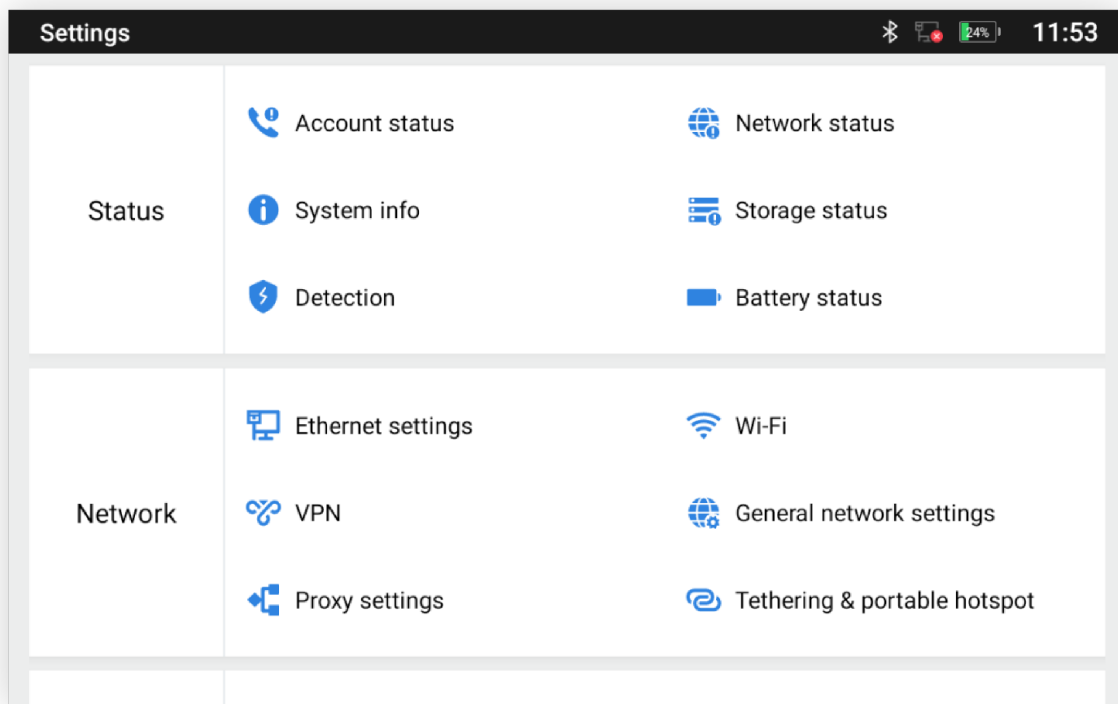 Settings
24%
11:53
Status
Account status
Network status
System info
Storage status
Detection
Battery status
Network
Ethernet settings
Wi-Fi
VPN
General network settings
Proxy settings
Tethering & portable hotspot